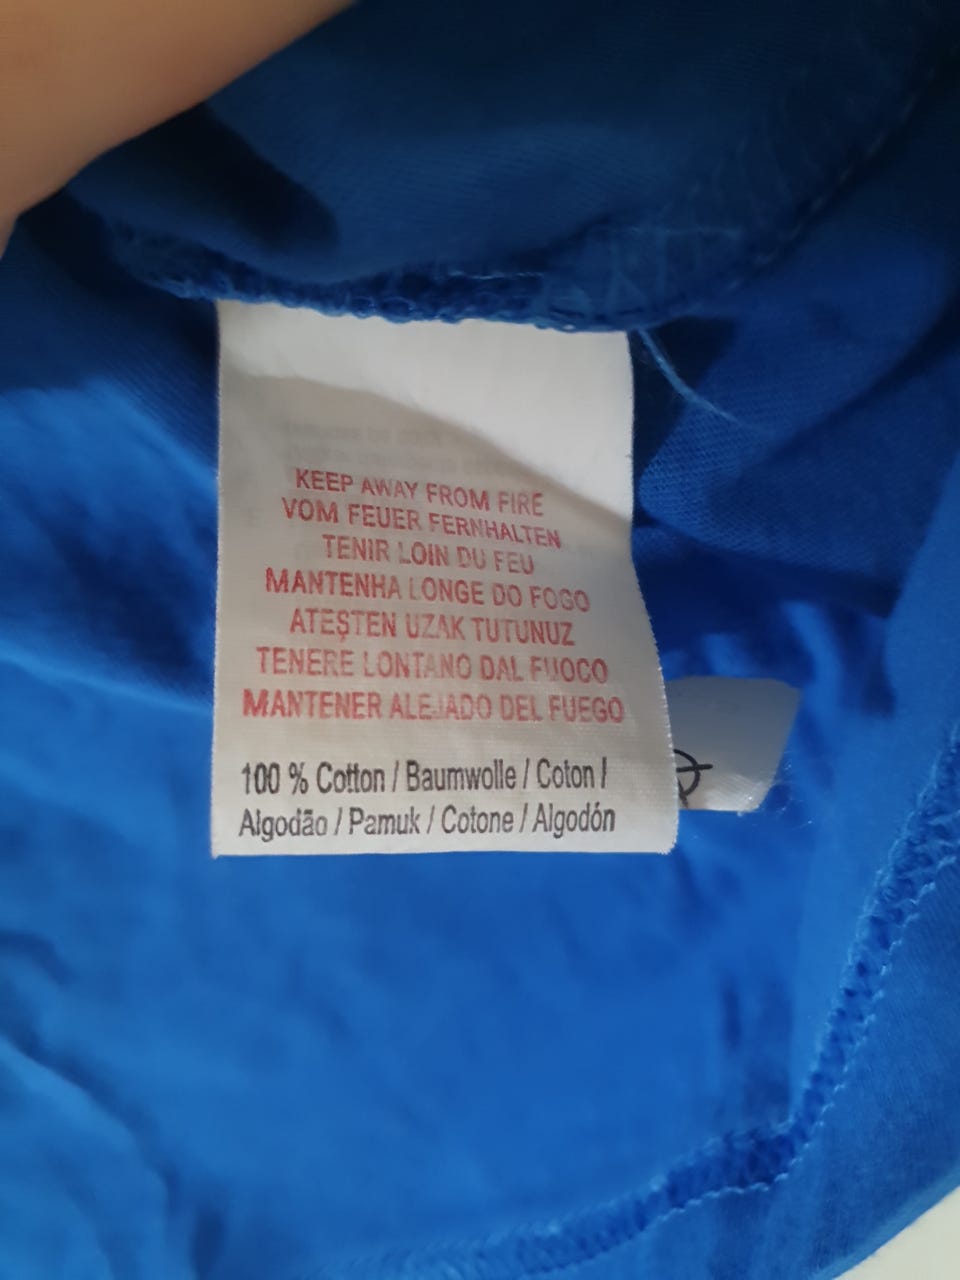 KEEP AWAY FROM FIRE
VOM FEUER FERNHALTEN
TENIR LOIN DU FEU
MANTENHA LONGE DO FOGO
ATEŞTEN UZAK TUTUNUZ
TENERE LONTANO DAL FUOCO
MANTENER ALEJADO DEL FUEGO
100 % Cotton / Baumwolle / Coton /
Algodão / Pamuk / Cotone / Algodón